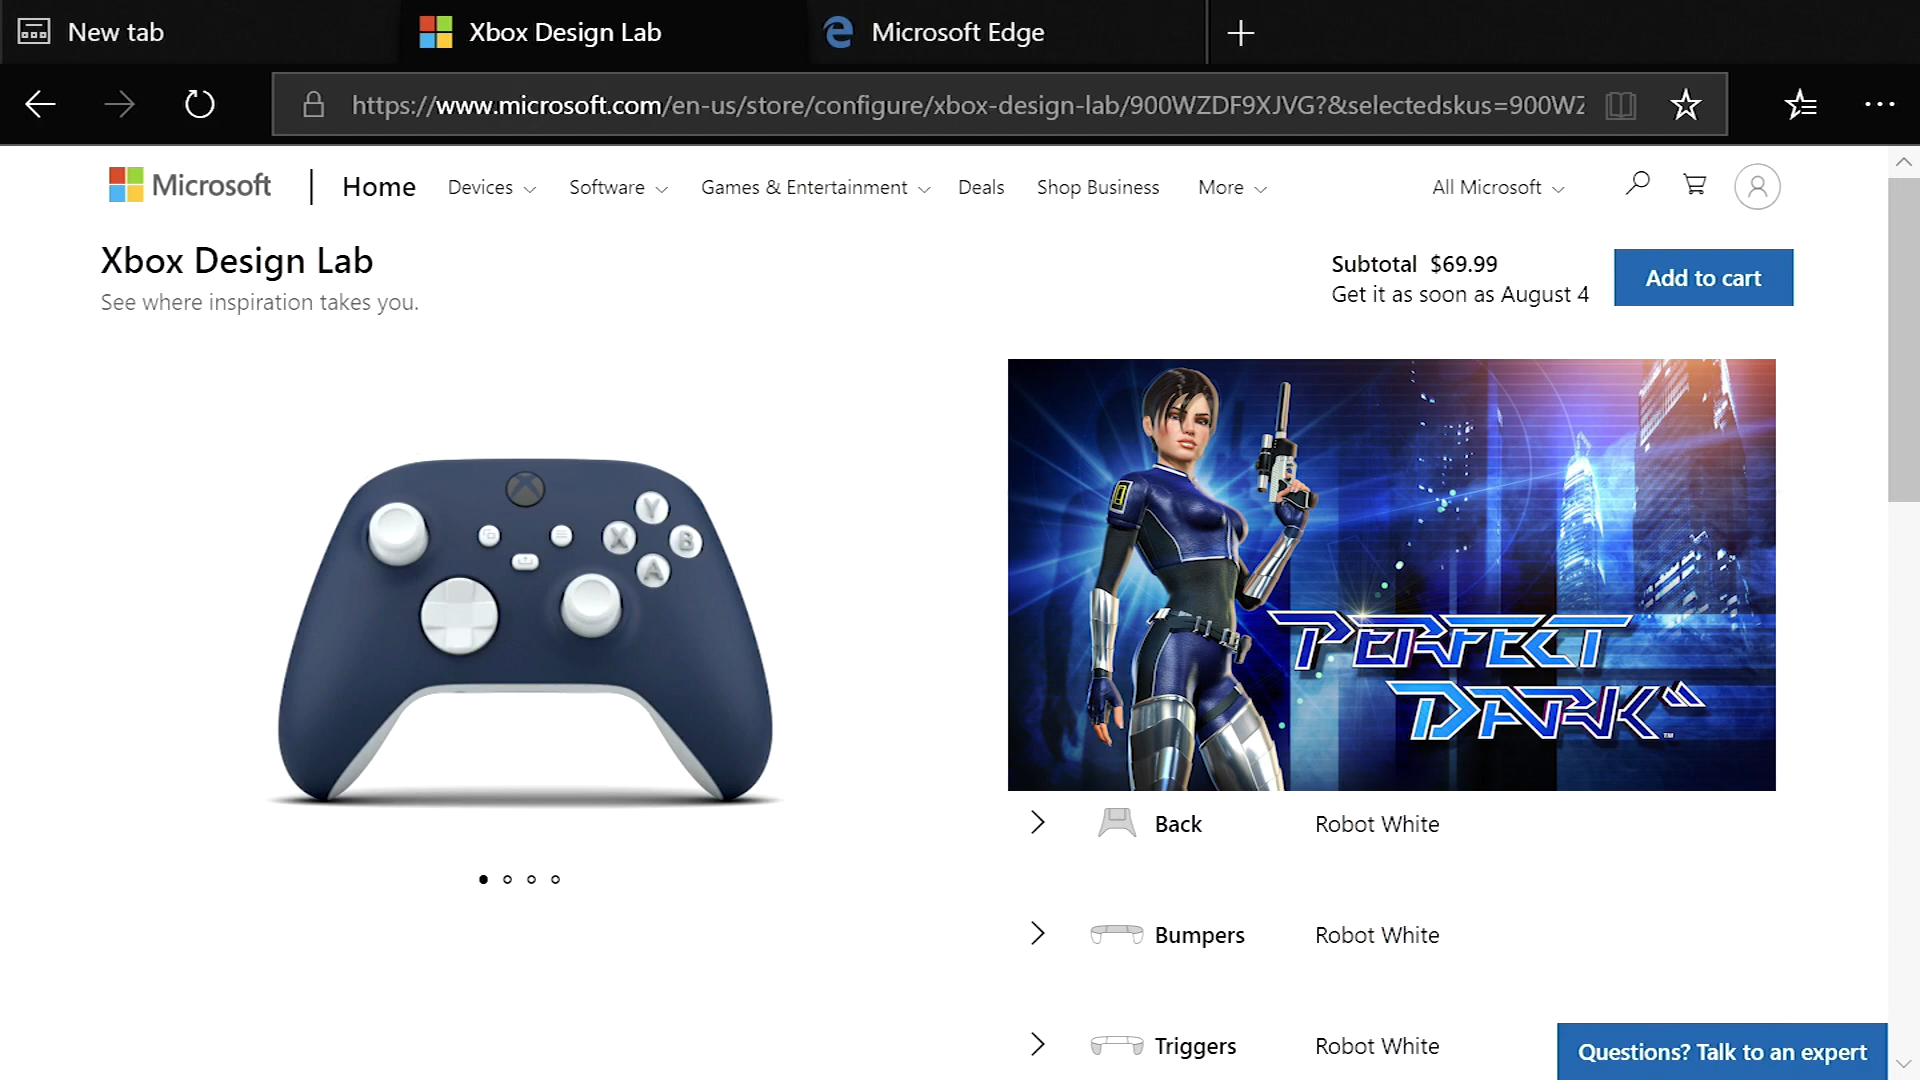 New tab
Xbox Design Lab
Microsoft Edge
https://www.microsoft.com/en-us/store/configure/xbox-design-lab/900WZDF9XJVG?&selectedskus=900WZ
Microsoft
Home
Devices
Software
Games & Entertainment
Deals
Shop Business
More
All Microsoft
Xbox Design Lab
See where inspiration takes you.
Subtotal $69.99
Get it as soon as August 4
Add to cart
Y
X
B
A
PERFECT
DARK™
Back
Robot White
Bumpers
Robot White
Triggers
Robot White
Questions? Talk to an expert